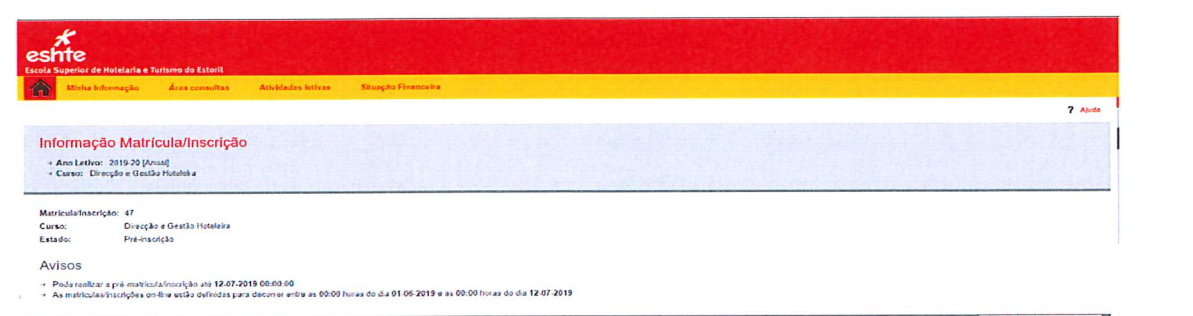 eshte
Escola Superior de Hotelaria e Turismo do Estoril
Minha Informação Área consultas Atividades letivas Situação Financeira
? Ajuda
Informação Matrícula/Inscrição
→ Ano Letivo: 2019-20 [Anual]
→ Curso: Direcção e Gestão Hoteleira
Matrícula/Inscrição: 47
Curso: Direcção e Gestão Hoteleira
Estado: Pré-inscrição
Avisos
→ Pode realizar a pré-matrícula/inscrição até 12-07-2019 00:00:00
→ As matrículas/inscrições on-line estão definidas para decorrer entre as 00:00 horas do dia 01-06-2019 e as 00:00 horas do dia 12-07-2019